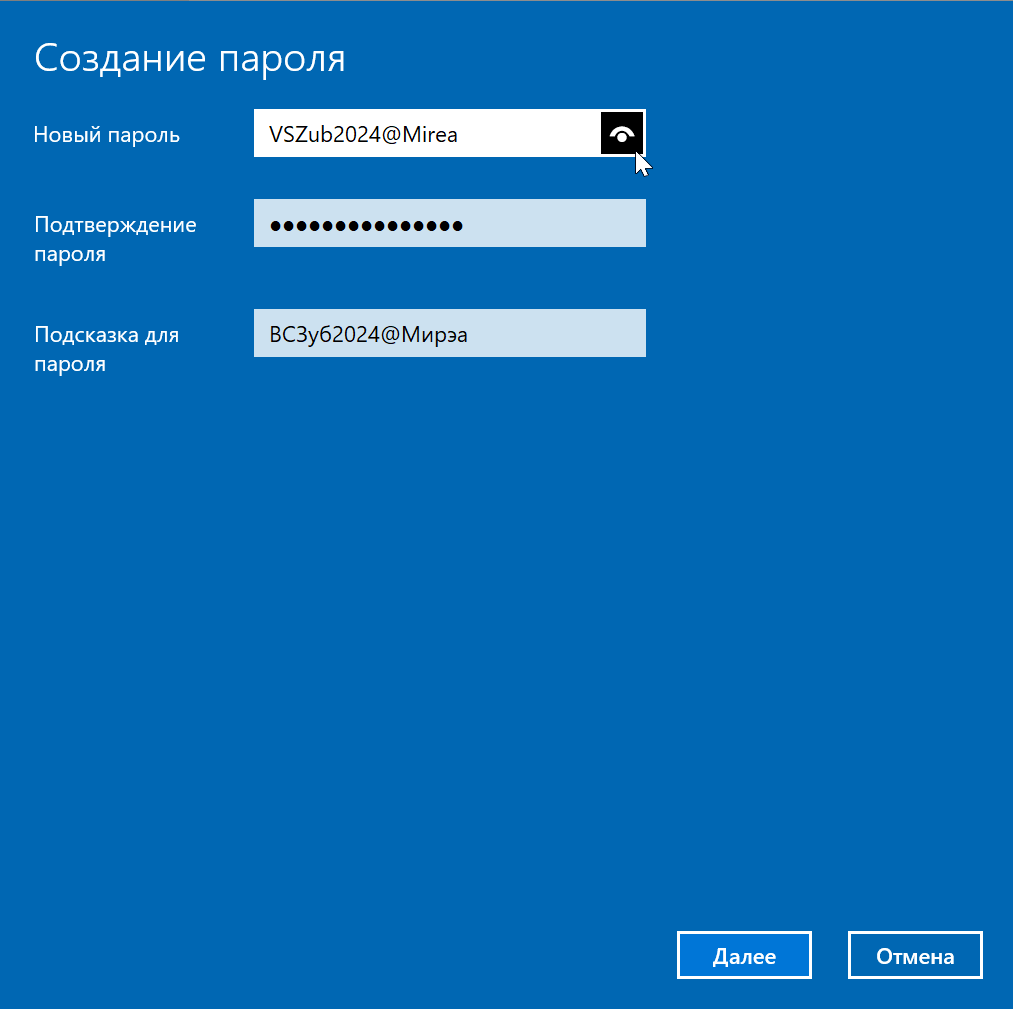 Создание пароля
Новый пароль
VSZub2024@Mirea
Подтверждение
пароля
●●●●●●●●●●●●●●●
Подсказка для
пароля
ВСЗуб2024@Мирэа
Далее
Отмена